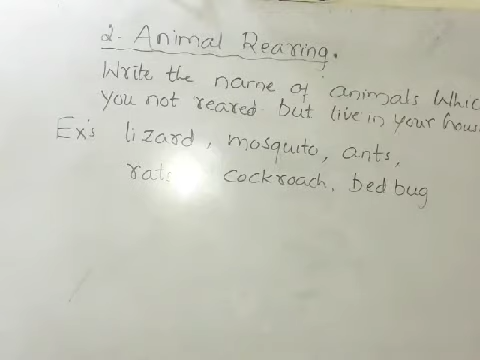 2- Animal Rearing.
Write the name of animals Whic
you not reared but live in your hous
Ex's lizard, mosquito, ants,
rats cockroach, bed bug